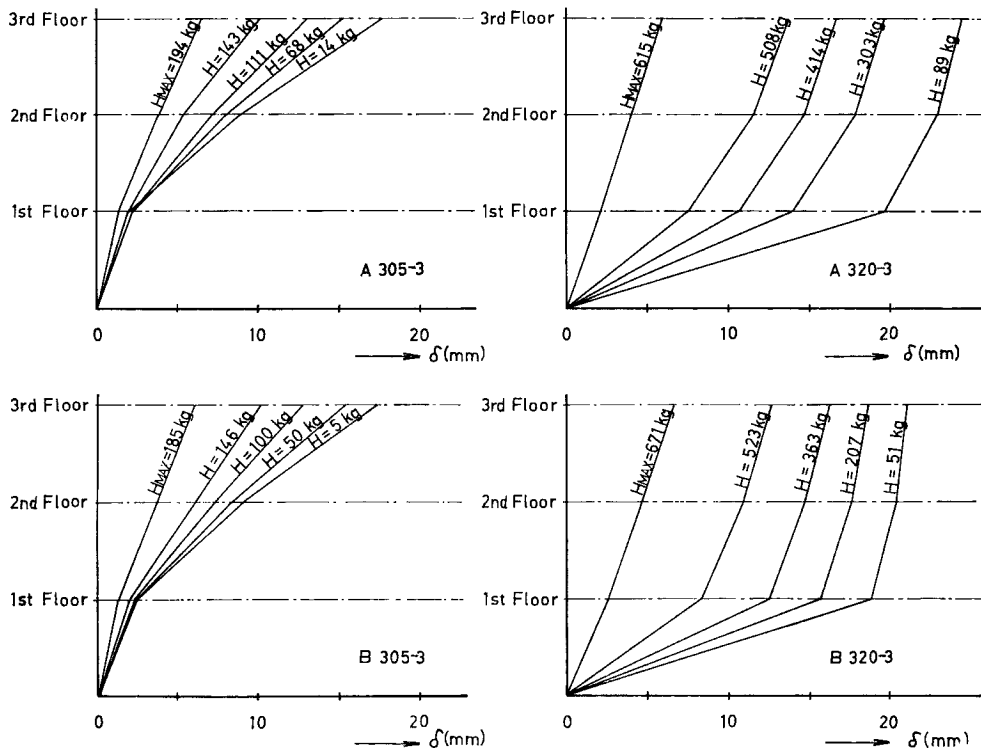 3rd Floor
HMAX=194 kg
H=143 kg
H=111 kg
H=68 kg
H=14 kg
2nd Floor
1st Floor
A 305-3
0 10 20
δ(mm)
3rd Floor
HMAX=615 kg
H=508 kg
H=414 kg
H=303 kg
H=89 kg
2nd Floor
1st Floor
A 320-3
0 10 20
δ(mm)
3rd Floor
HMAX=185 kg
H=146 kg
H=100 kg
H=50 kg
H=5 kg
2nd Floor
1st Floor
B 305-3
0 10 20
δ(mm)
3rd Floor
HMAX=671 kg
H=523 kg
H=363 kg
H=207 kg
H=51 kg
2nd Floor
1st Floor
B 320-3
0 10 20
δ(mm)